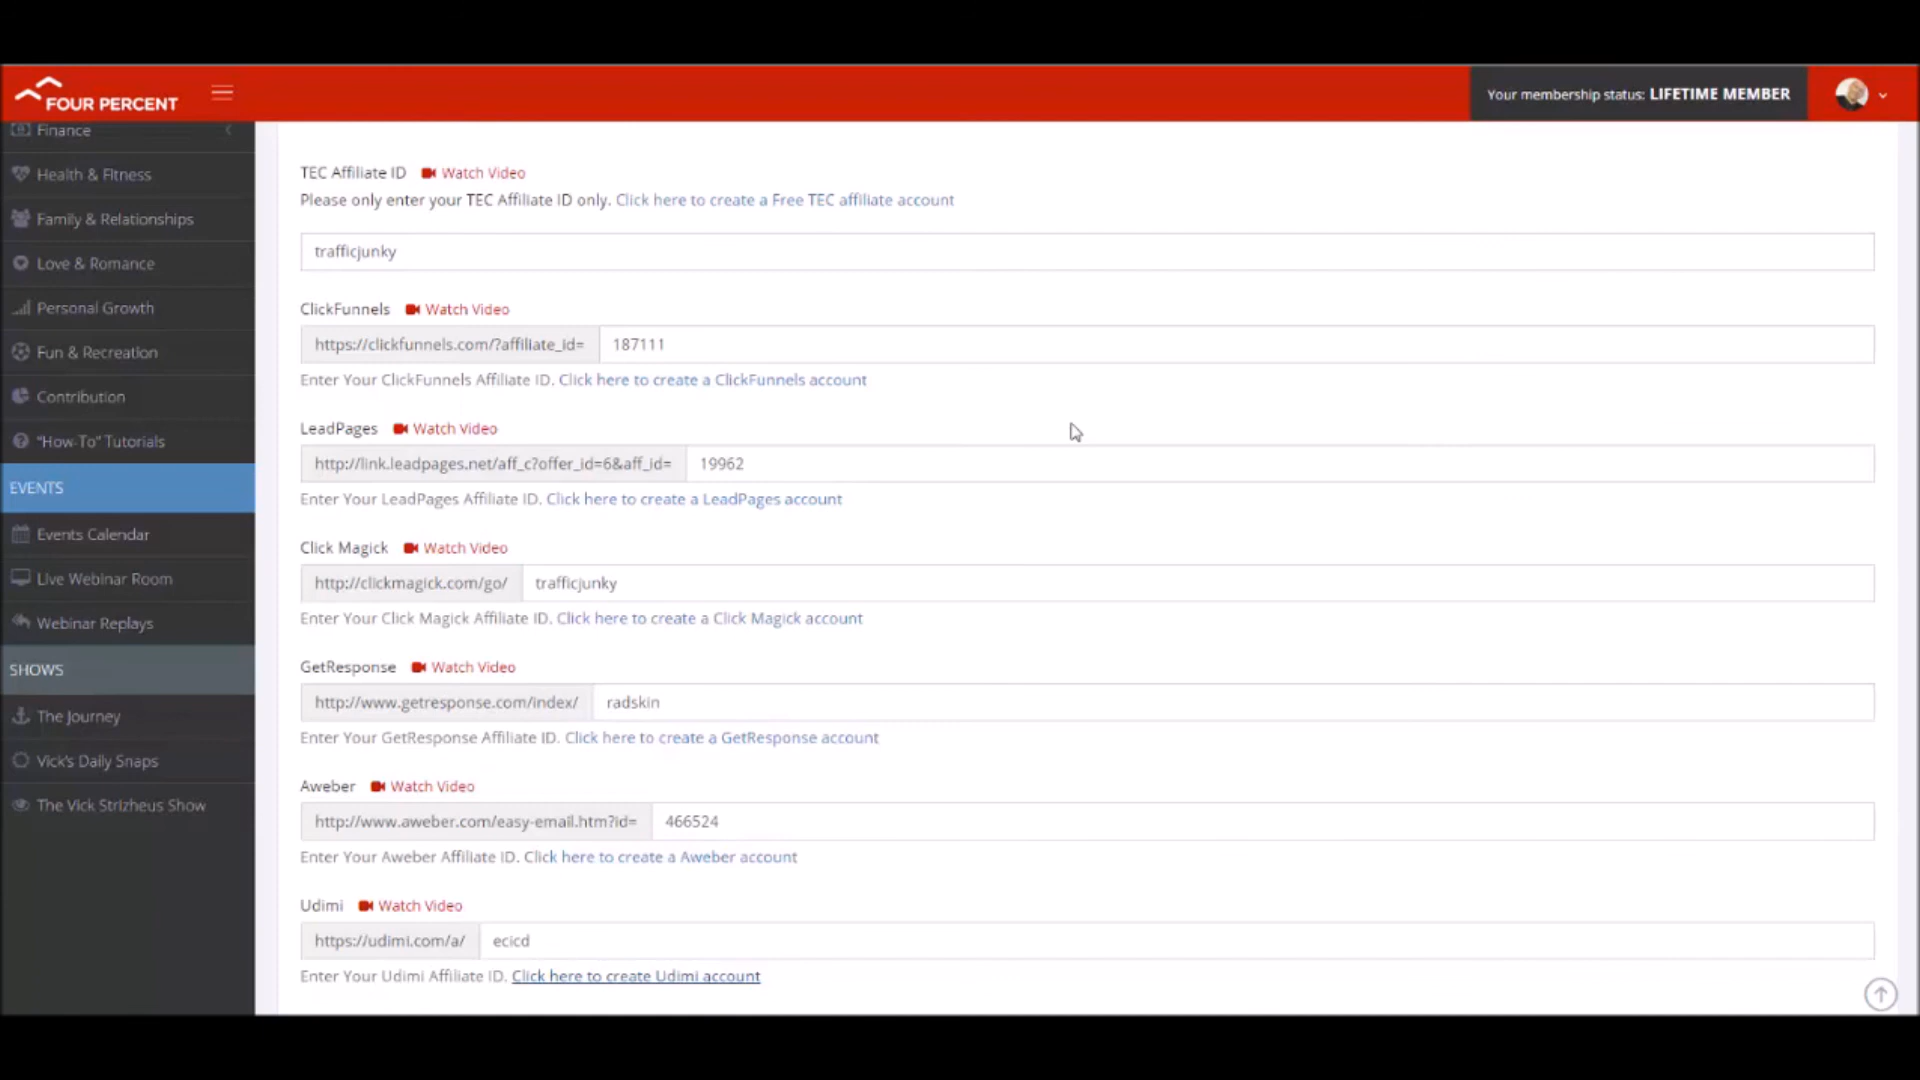 FOUR PERCENT
Your membership status: LIFETIME MEMBER
Finance
Health & Fitness
Family & Relationships
Love & Romance
Personal Growth
Fun & Recreation
Contribution
"How-To" Tutorials
EVENTS
Events Calendar
Live Webinar Room
Webinar Replays
SHOWS
The Journey
Vick's Daily Snaps
The Vick Strizheus Show
TEC Affiliate ID Watch Video
Please only enter your TEC Affiliate ID only. Click here to create a Free TEC affiliate account
trafficjunky
ClickFunnels Watch Video
https://clickfunnels.com/?affiliate_id= 187111
Enter Your ClickFunnels Affiliate ID. Click here to create a ClickFunnels account
LeadPages Watch Video
http://link.leadpages.net/aff_c?offer_id=6&aff_id= 19962
Enter Your LeadPages Affiliate ID. Click here to create a LeadPages account
Click Magick Watch Video
http://clickmagick.com/go/ trafficjunky
Enter Your Click Magick Affiliate ID. Click here to create a Click Magick account
GetResponse Watch Video
http://www.getresponse.com/index/ radskin
Enter Your GetResponse Affiliate ID. Click here to create a GetResponse account
Aweber Watch Video
http://www.aweber.com/easy-email.htm?id= 466524
Enter Your Aweber Affiliate ID. Click here to create a Aweber account
Udimi Watch Video
https://udimi.com/a/ ecicd
Enter Your Udimi Affiliate ID. Click here to create Udimi account